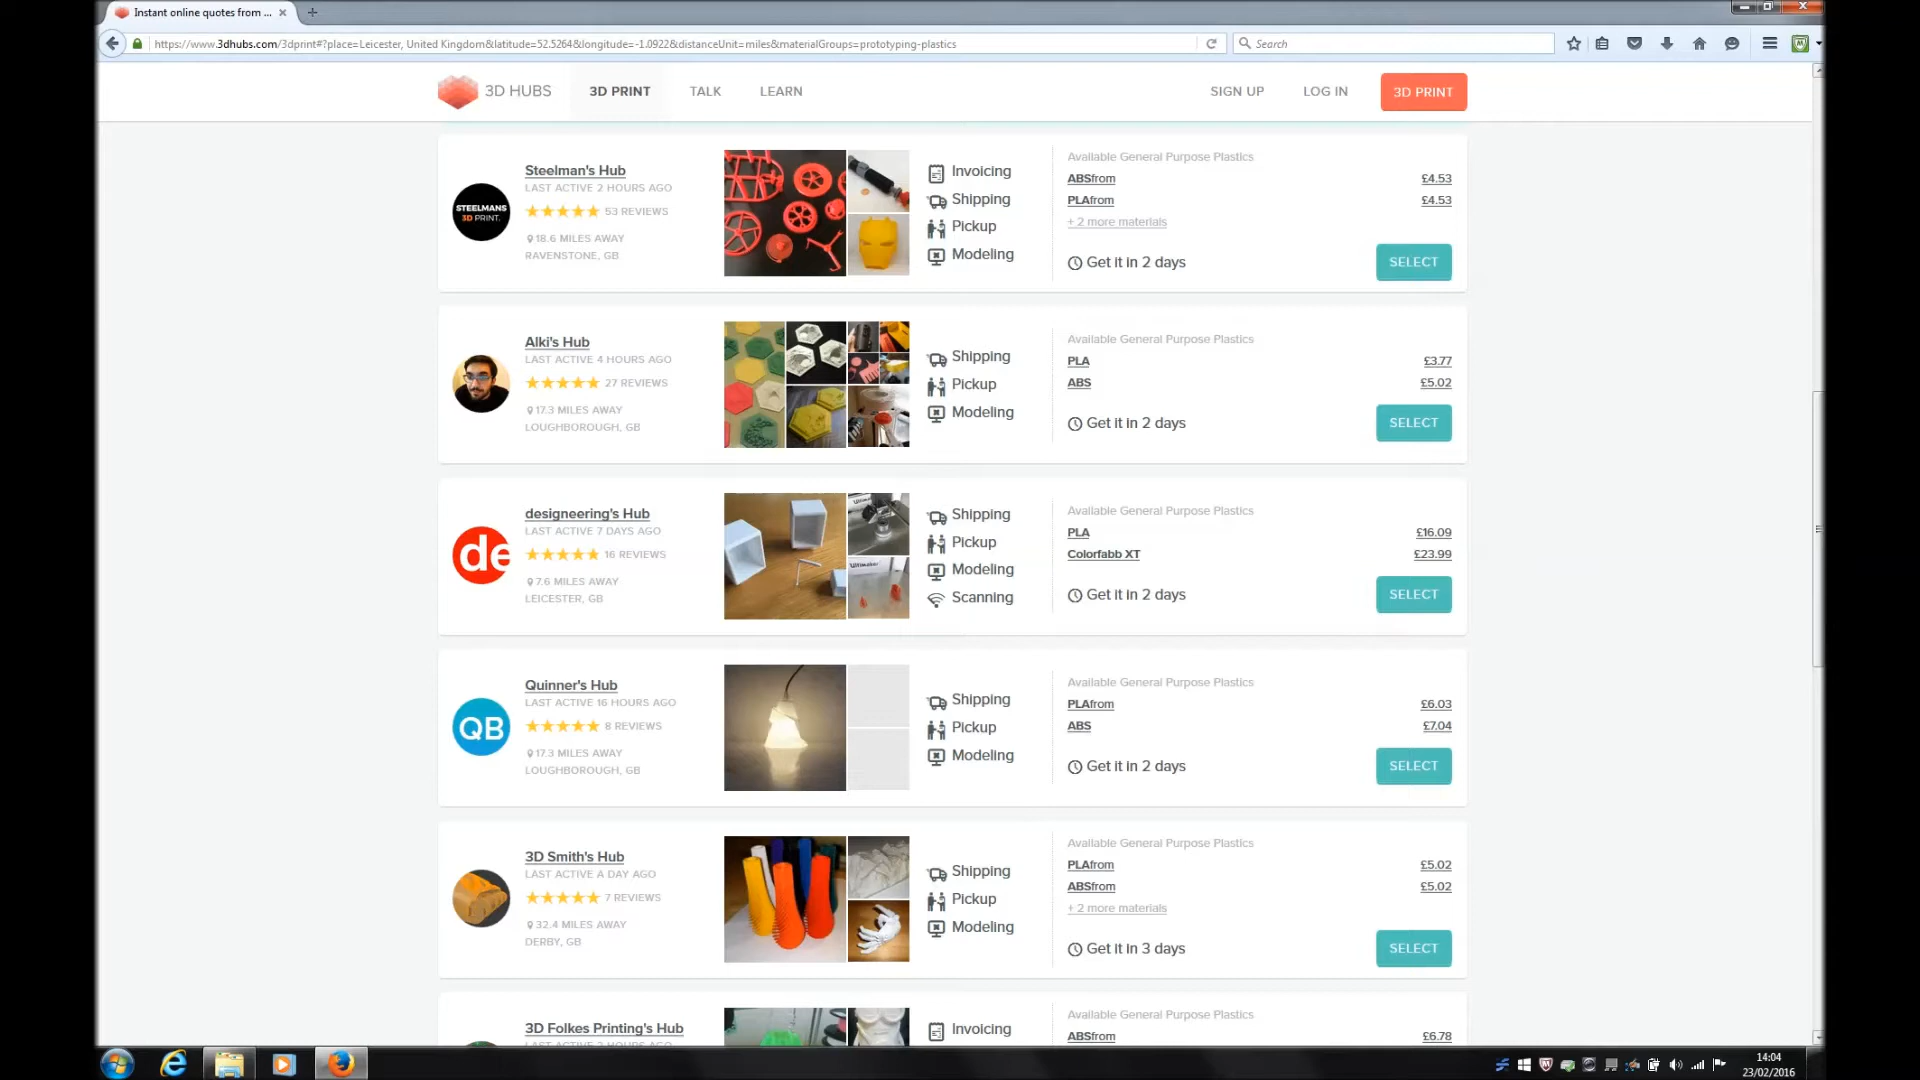 Instant online quotes from ...
https://www.3dhubs.com/3dprint#?place=Leicester, United Kingdom&latitude=52.5264&longitude=-1.0922&distanceUnit=miles&materialGroups=prototyping-plastics
Search
3D HUBS
3D PRINT
TALK
LEARN
SIGN UP
LOG IN
3D PRINT
Steelman's Hub
LAST ACTIVE 2 HOURS AGO
53 REVIEWS
18.6 MILES AWAY
RAVENSTONE, GB
STEELMANS
3D PRINT.
Invoicing
Shipping
Pickup
Modeling
Available General Purpose Plastics
ABSfrom £4.53
PLAfrom £4.53
+ 2 more materials
Get it in 2 days
SELECT
Alki's Hub
LAST ACTIVE 4 HOURS AGO
27 REVIEWS
17.3 MILES AWAY
LOUGHBOROUGH, GB
Shipping
Pickup
Modeling
Available General Purpose Plastics
PLA £3.77
ABS £5.02
Get it in 2 days
SELECT
designeering's Hub
LAST ACTIVE 7 DAYS AGO
16 REVIEWS
7.6 MILES AWAY
LEICESTER, GB
de
Shipping
Pickup
Modeling
Scanning
Available General Purpose Plastics
PLA £16.09
Colorfabb XT £23.99
Get it in 2 days
SELECT
Quinner's Hub
LAST ACTIVE 16 HOURS AGO
8 REVIEWS
17.3 MILES AWAY
LOUGHBOROUGH, GB
QB
Shipping
Pickup
Modeling
Available General Purpose Plastics
PLAfrom £6.03
ABS £7.04
Get it in 2 days
SELECT
3D Smith's Hub
LAST ACTIVE A DAY AGO
7 REVIEWS
32.4 MILES AWAY
DERBY, GB
Shipping
Pickup
Modeling
Available General Purpose Plastics
PLAfrom £5.02
ABSfrom £5.02
+ 2 more materials
Get it in 3 days
SELECT
3D Folkes Printing's Hub
Invoicing
Available General Purpose Plastics
ABSfrom £6.78
14:04
23/02/2016